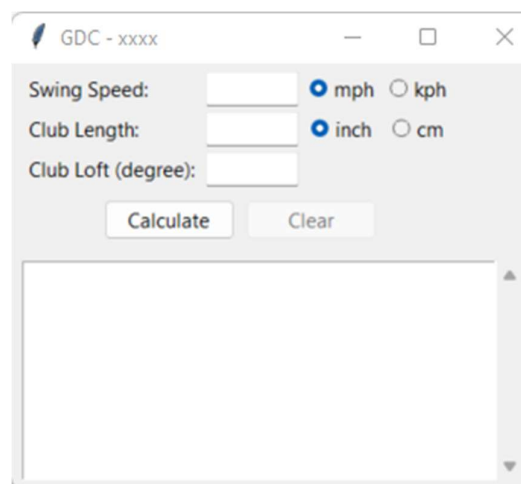 GDC - xxxx
Swing Speed: mph kph
Club Length: inch cm
Club Loft (degree):
Calculate Clear